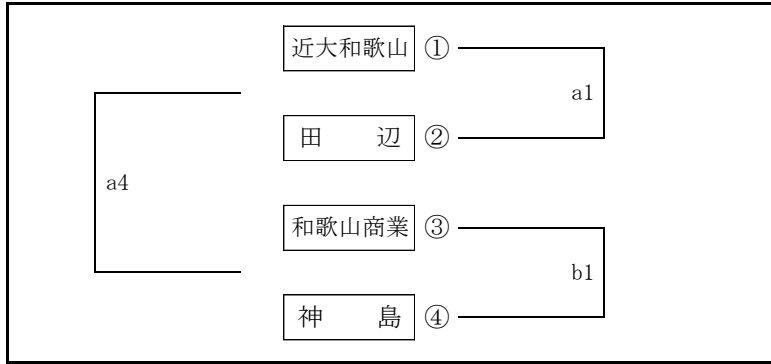 近大和歌山 ①
a1
田 辺 ②
a4
和歌山商業 ③
b1
神 島 ④